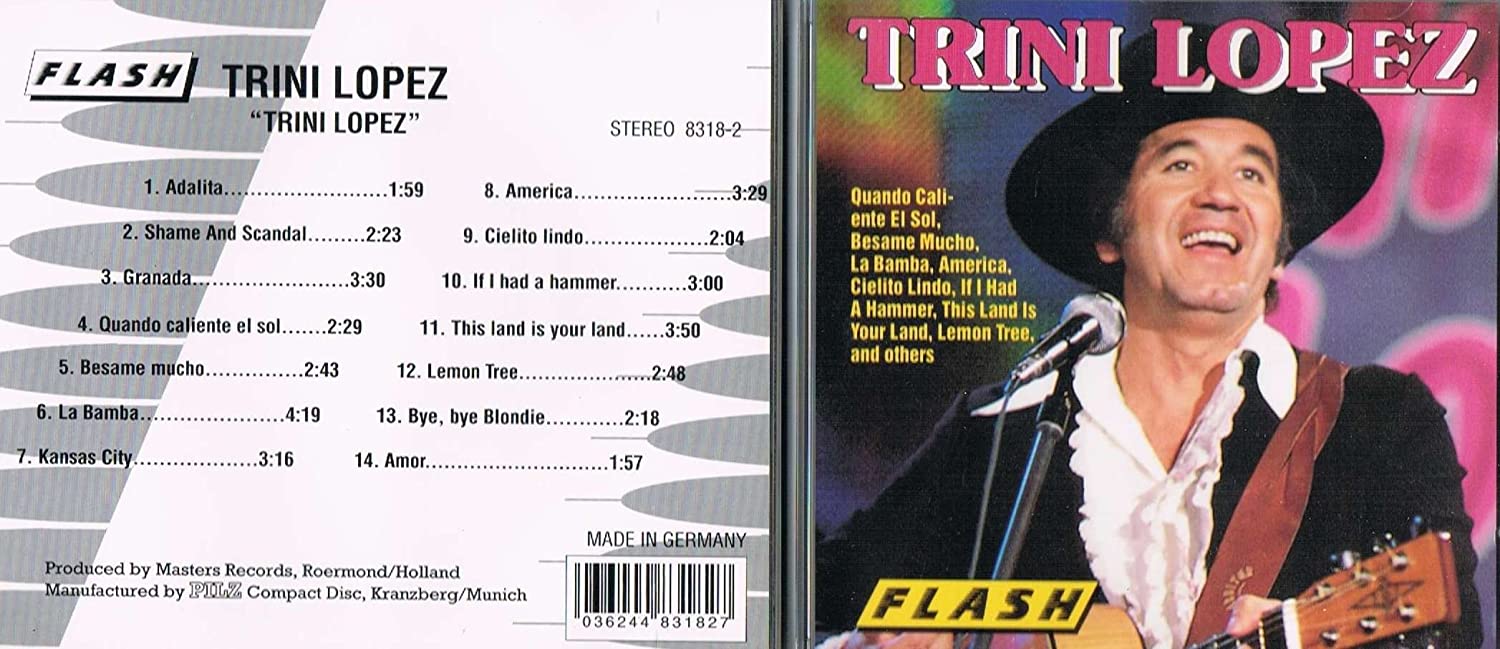 FLASH
TRINI LOPEZ
“TRINI LOPEZ”
STEREO 8318-2
1. Adalita........................1:59
2. Shame And Scandal........2:23
3. Granada.......................3:30
4. Quando caliente el sol......2:29
5. Besame mucho...............2:43
6. La Bamba.....................4:19
7. Kansas City..................3:16
8. America.......................3:29
9. Cielito lindo..................2:04
10. If I had a hammer...........3:00
11. This land is your land......3:50
12. Lemon Tree...................2:48
13. Bye, bye Blondie............2:18
14. Amor...........................1:57
MADE IN GERMANY
Produced by Masters Records, Roermond/Holland
Manufactured by PILZ Compact Disc, Kranzberg/Munich
036244 831827
TRINI LOPEZ
Quando Cali-
ente El Sol,
Besame Mucho,
La Bamba, America,
Cielito Lindo, If I Had
A Hammer, This Land Is
Your Land, Lemon Tree,
and others
FLASH